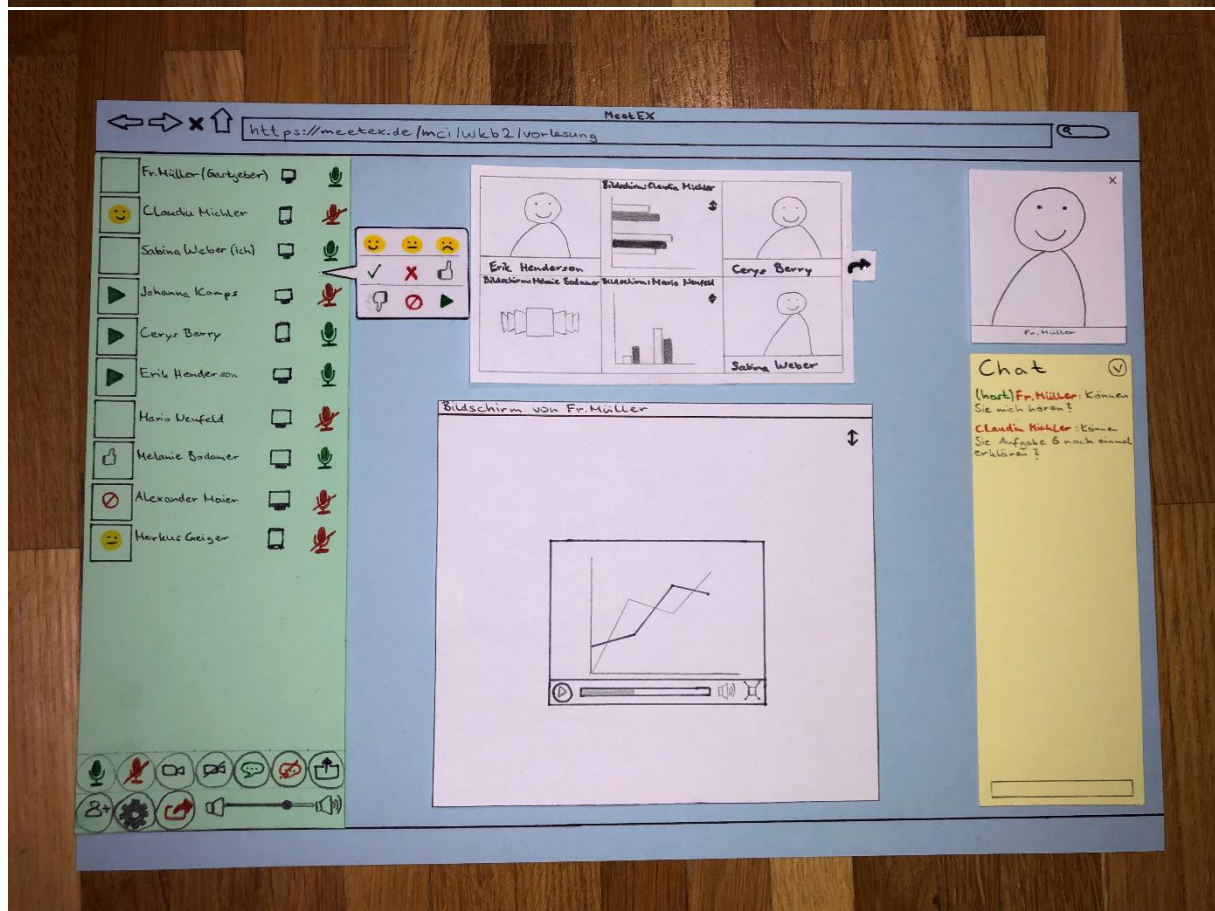 MeetEX
https://meetex.de/mci/wkb2/vorlesung
Fr. Müller (Gastgeber)
Claudia Michler
Sabina Weber (Ich)
Johanna Kamps
Cerys Berry
Erik Henderson
Mario Neufeld
Melanie Bodamer
Alexander Maier
Markus Geiger
Bildschirm: Claudia Michler
Erik Henderson
Cerys Berry
Bildschirm: Melanie Bodamer
Bildschirm: Mario Neufeld
Sabina Weber
Bildschirm von Fr. Müller
Fr. Müller
Chat
(host) Fr. Müller: Können
Sie mich hören?
Claudia Michler: Können
Sie Aufgabe 6 noch einmal
erklären?